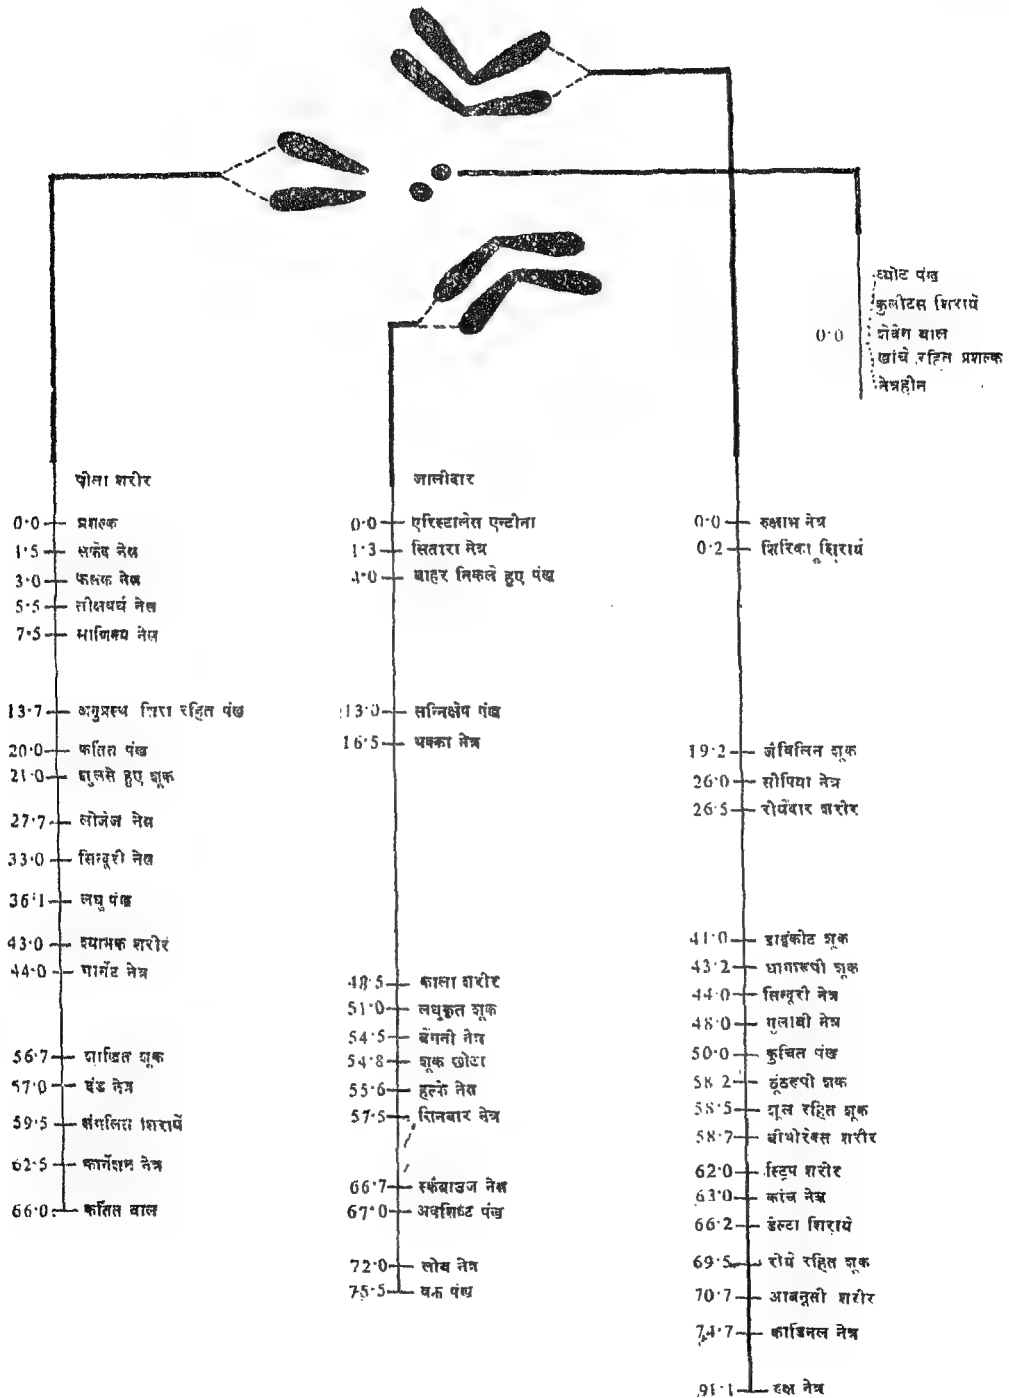 बोट पंख
कुलीटस शिरायें
0·0 शेवेन बाल
खांचे रहित प्रशल्क
नेत्रहीन
पीला शरीर
0·0 प्रशल्क
1·5 सफेद नेत्र
3·0 फलक नेत्र
5·5 नेत्र
7·5 माणिक्य नेत्र
13·7 अनुप्रस्थ शिरा रहित पंख
20·0 कतित पंख
21·0 झुलसे हुए शूक
27·7 लोजेंज नेत्र
33·0 सिन्दूरी नेत्र
36·1 लघु पंख
43·0 श्यामक शरीर
44·0 गार्नेट नेत्र
56·7 शाखित शूक
57·0 बंड नेत्र
59·5 संगलित शिरायें
62·5 कार्नेशन नेत्र
66·0 कतित बाल
जालीदार
0·0 एरिस्टालेस एन्टीना
1·3 सितारा नेत्र
4·0 बाहर निकले हुए पंख
13·0 सन्निक्षेप पंख
16·5 थक्का नेत्र
48·5 काला शरीर
51·0 लघुकृत शूक
54·5 बैंगनी नेत्र
54·8 शूक छोटा
55·6 हल्के नेत्र
57·5 सिनबार नेत्र
66·7 स्कैबाउज नेत्र
67·0 अवशिष्ट पंख
72·0 लोब नेत्र
75·5 वक्र पंख
0·0 रुक्षाभ नेत्र
0·2 शिरिका शिरायें
19·2 जेविलिन शूक
26·0 सीपिया नेत्र
26·5 रोयेंदार शरीर
41·0 डाइकीट शूक
43·2 धागारूपी शूक
44·0 सिन्दूरी नेत्र
48·0 गुलाबी नेत्र
50·0 कुंचित पंख
58·2 ठूंठरूपी शूक
58·5 शूल रहित शूक
58·7 बीथोरेक्स शरीर
62·0 स्ट्रिप शरीर
63·0 कांच नेत्र
66·2 डेल्टा शिरायें
69·5 रोयें रहित शूक
70·7 आबनूसी शरीर
74·7 कार्डिनल नेत्र
91·1 रुक्ष नेत्र